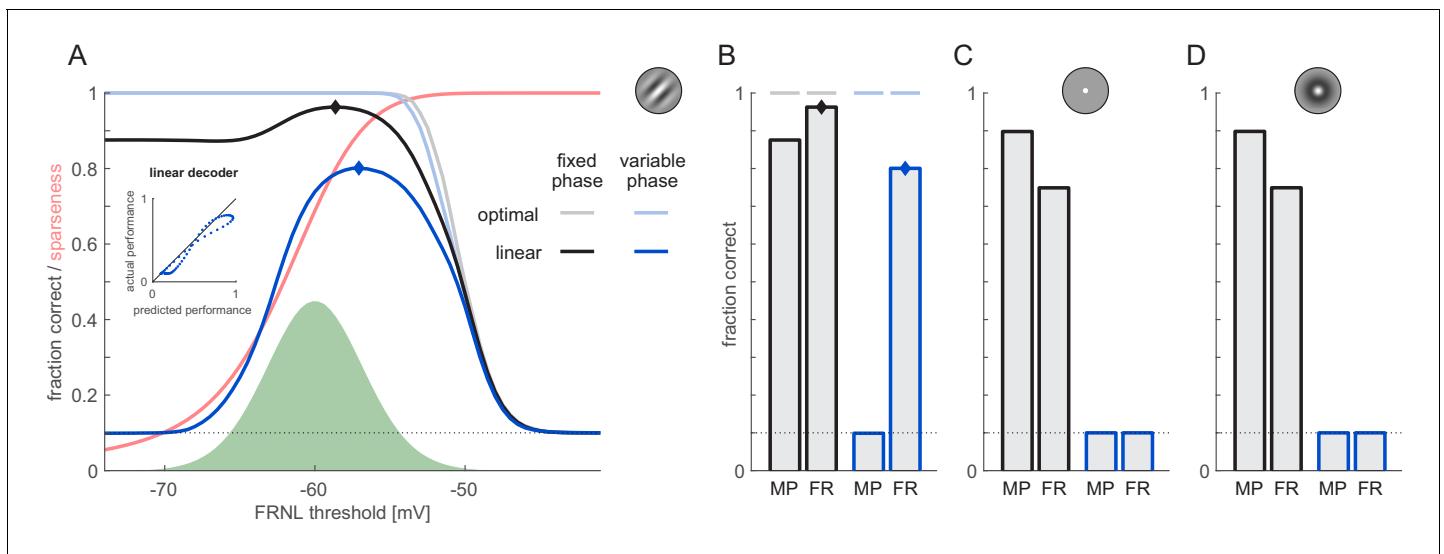 A
fraction correct / sparseness
1
0.8
0.6
0.4
0.2
0
-70
-60
-50
FRNL threshold [mV]
linear decoder
actual performance
1
0
0
1
predicted performance
fixed phase
variable phase
optimal
linear
B
fraction correct
1
0
MP FR MP FR
C
1
0
MP FR MP FR
D
1
0
MP FR MP FR